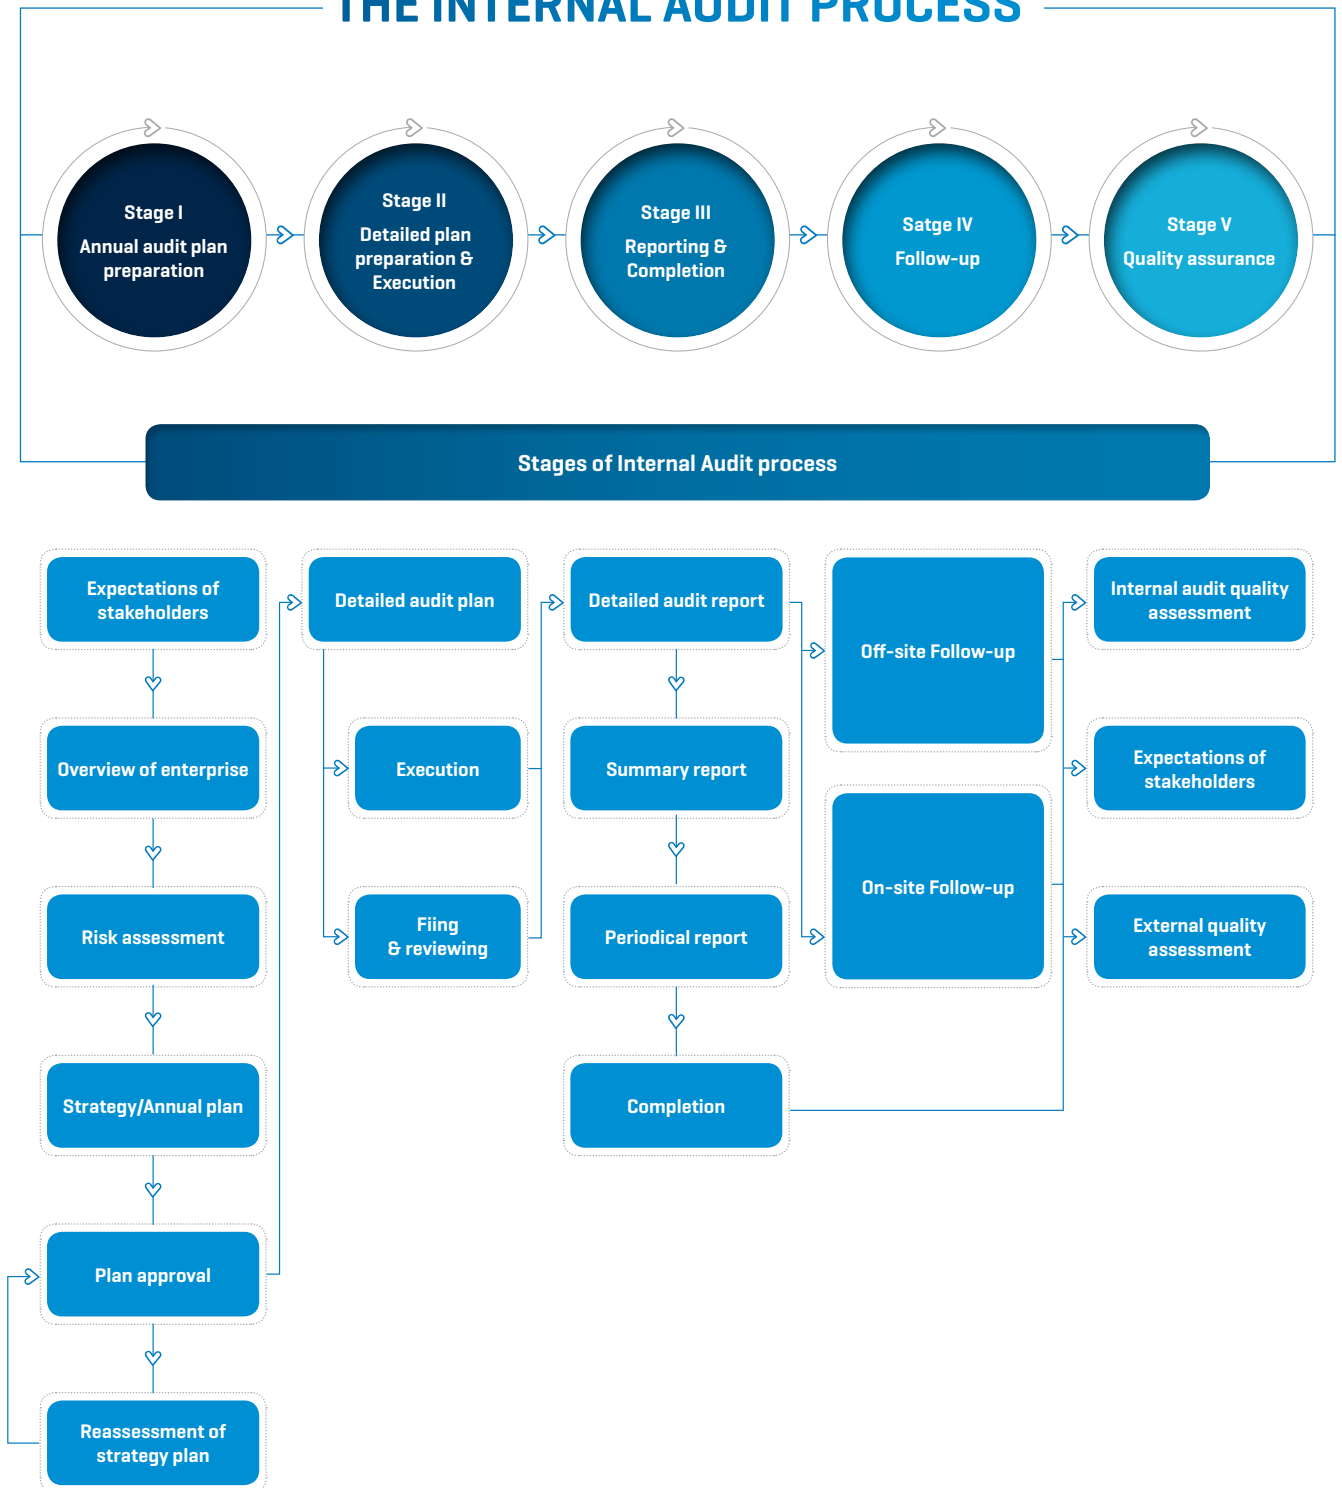 THE INTERNAL AUDIT PROCESS
Stage I
Annual audit plan
preparation
Stage II
Detailed plan
preparation &
Execution
Stage III
Reporting &
Completion
Satge IV
Follow-up
Stage V
Quality assurance
Stages of Internal Audit process
Expectations of
stakeholders
Overview of enterprise
Risk assessment
Strategy/Annual plan
Plan approval
Reassessment of
strategy plan
Detailed audit plan
Execution
Fiing
& reviewing
Detailed audit report
Summary report
Periodical report
Completion
Off-site Follow-up
On-site Follow-up
Internal audit quality
assessment
Expectations of
stakeholders
External quality
assessment